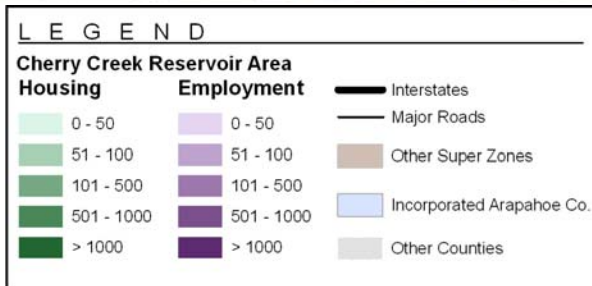 L E G E N D
Cherry Creek Reservoir Area
Housing
0 - 50
51 - 100
101 - 500
501 - 1000
> 1000
Employment
0 - 50
51 - 100
101 - 500
501 - 1000
> 1000
Interstates
Major Roads
Other Super Zones
Incorporated Arapahoe Co.
Other Counties